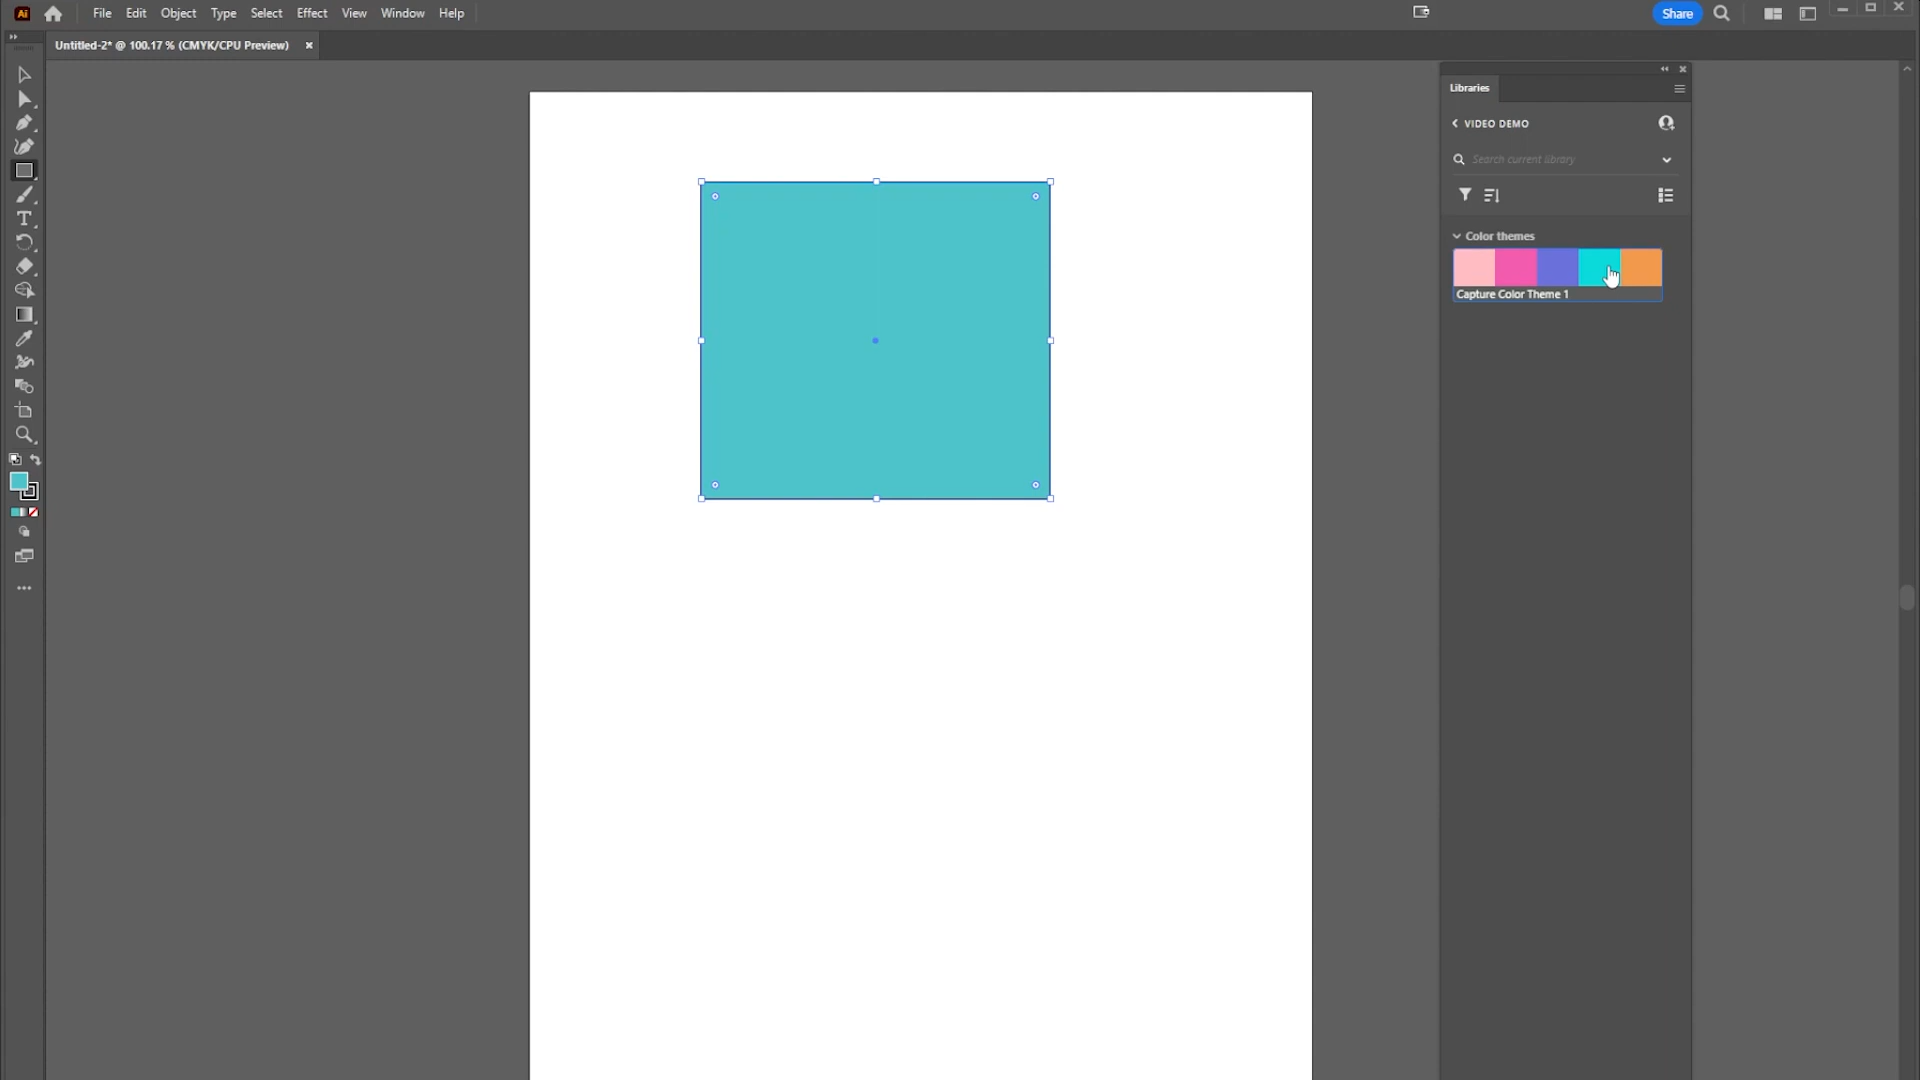 Ai File Edit Object Type Select Effect View Window Help Share
Untitled-2* @ 100.17 % (CMYK/CPU Preview) ×
Libraries
VIDEO DEMO
Search current library
Color themes
Capture Color Theme 1